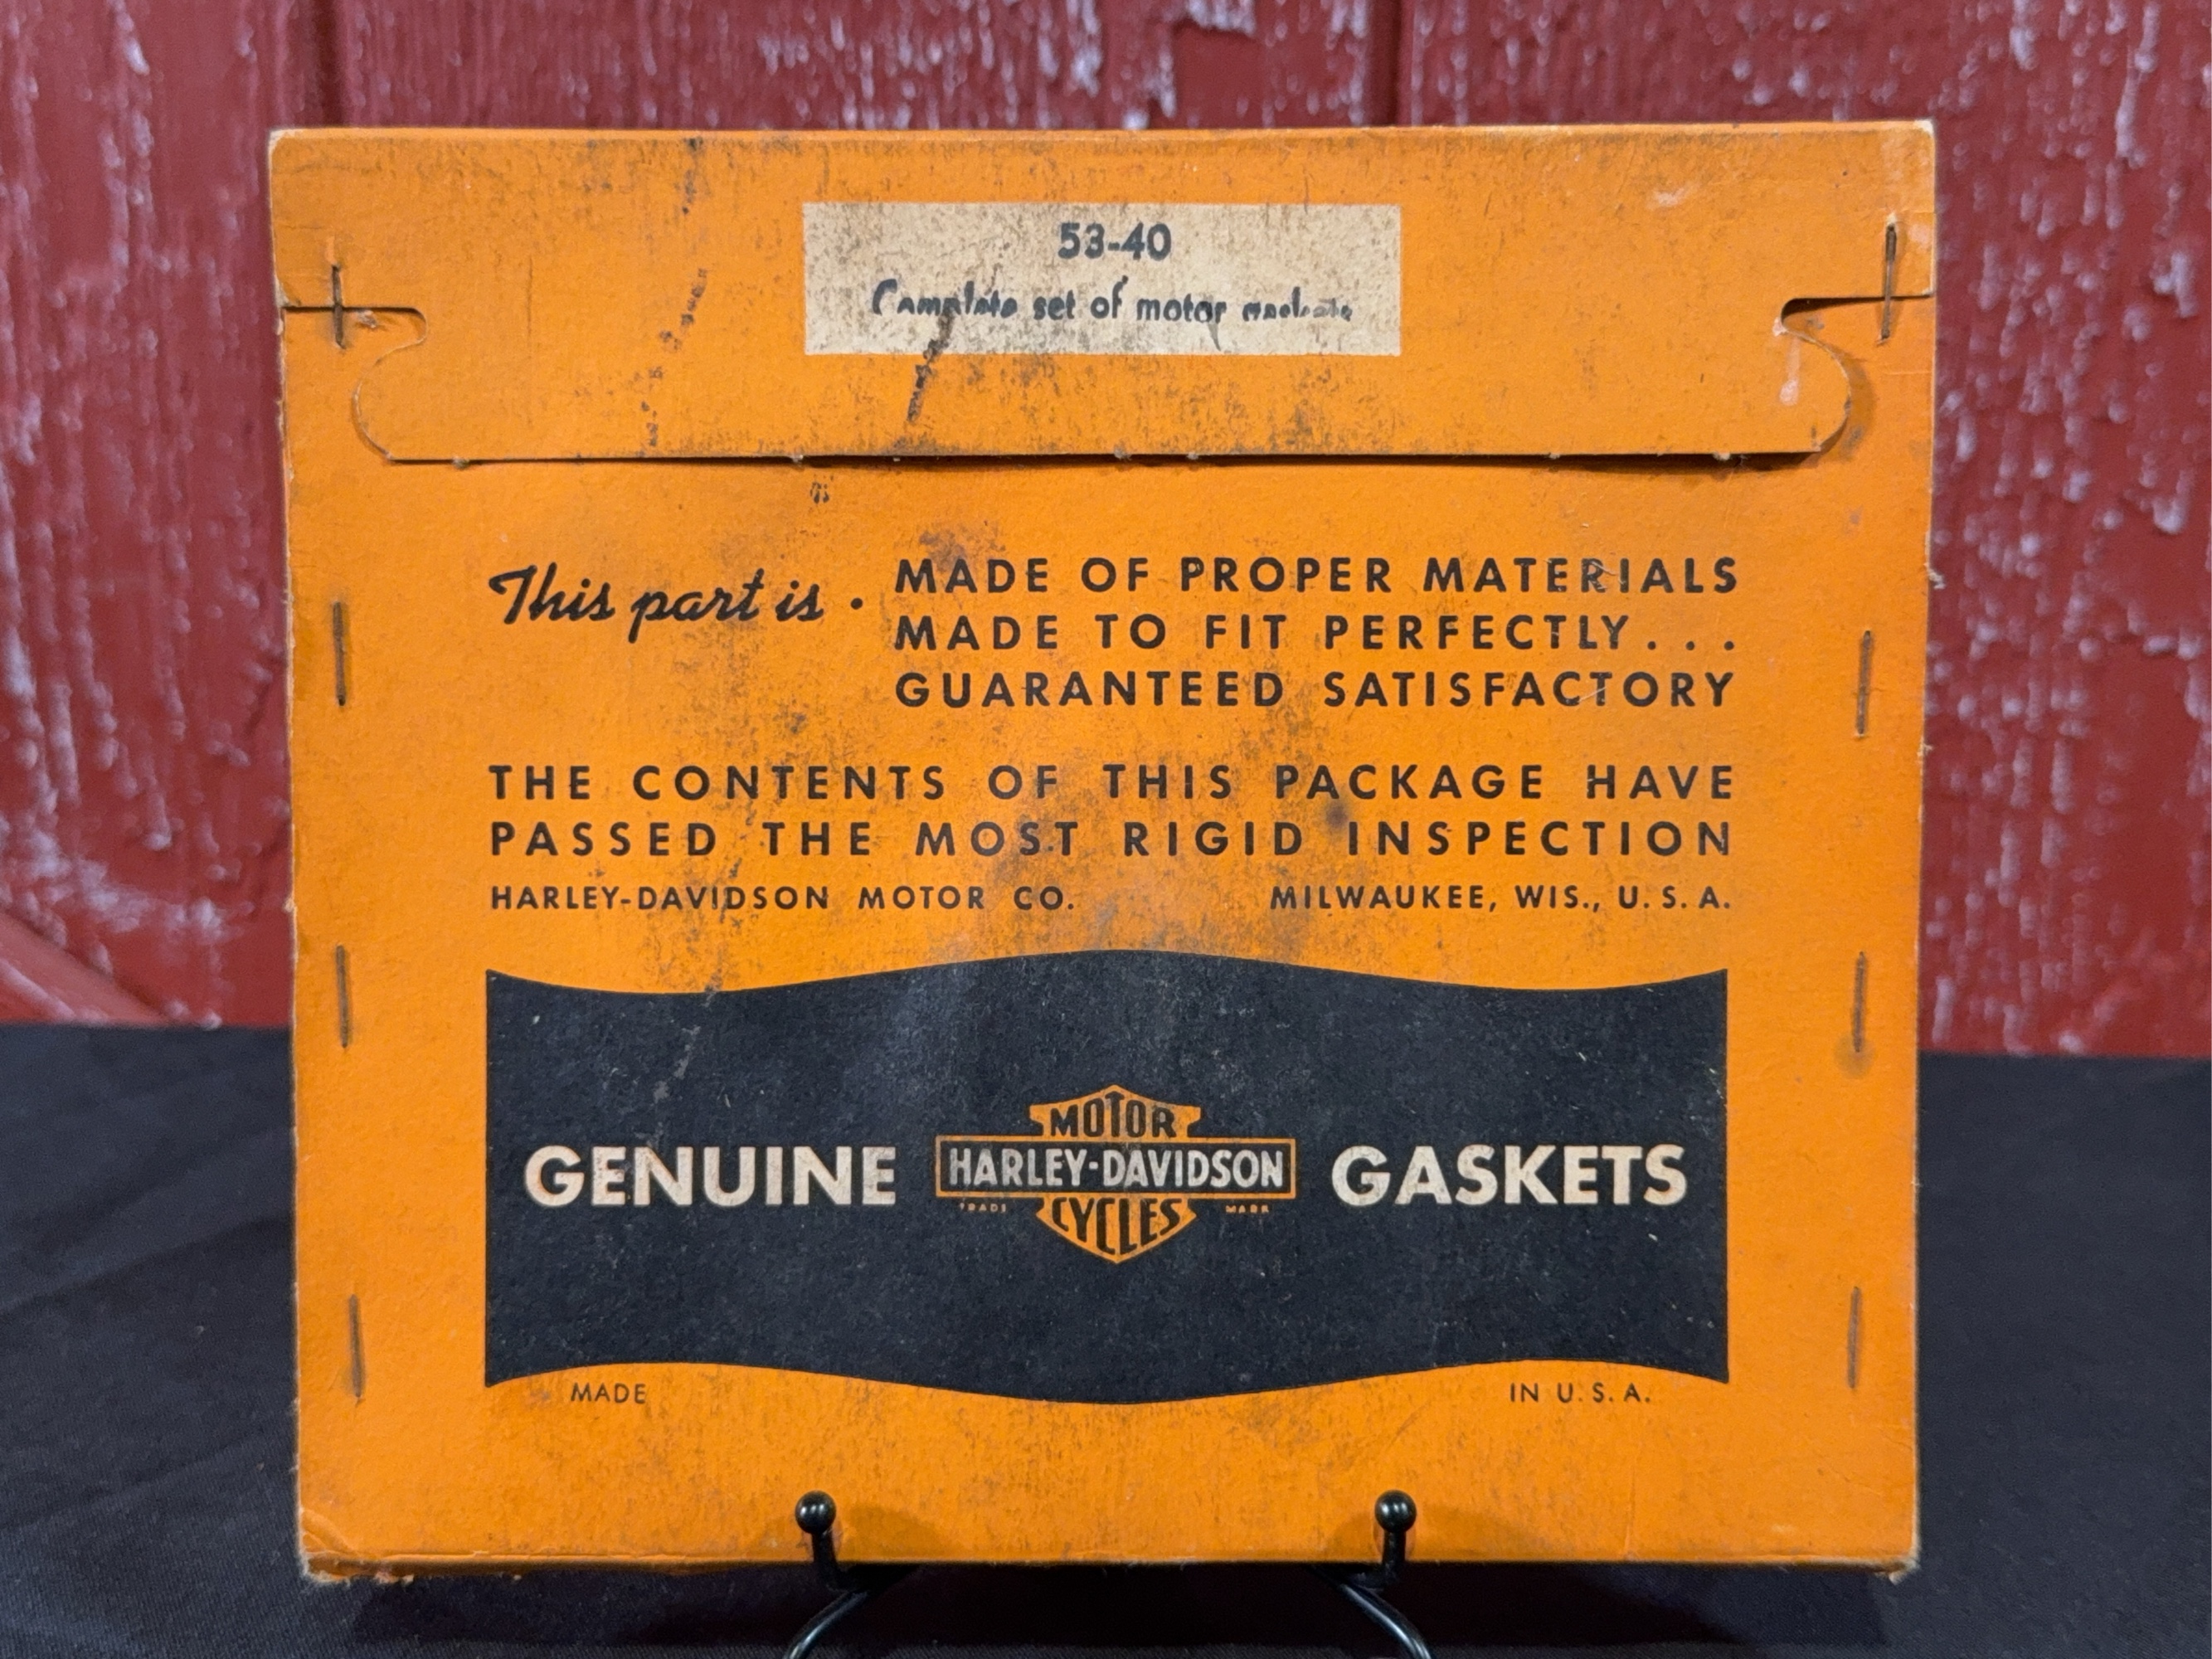 53-40
Complete set of motor gaskets
This part is •
MADE OF PROPER MATERIALS
MADE TO FIT PERFECTLY...
GUARANTEED SATISFACTORY
THE CONTENTS OF THIS PACKAGE HAVE
PASSED THE MOST RIGID INSPECTION
HARLEY-DAVIDSON MOTOR CO. MILWAUKEE, WIS., U.S.A.
MOTOR
GENUINE HARLEY-DAVIDSON GASKETS
TRADE MARK
CYCLES
MADE IN U.S.A.